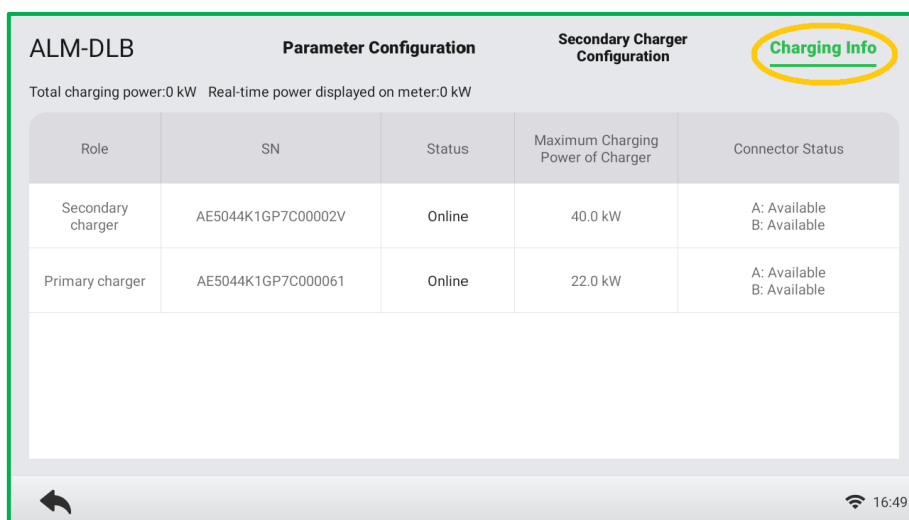 ALM-DLB
Parameter Configuration
Secondary Charger
Configuration
Charging Info
Total charging power:0 kW Real-time power displayed on meter:0 kW
Role
SN
Status
Maximum Charging
Power of Charger
Connector Status
Secondary
charger
AE5044K1GP7C00002V
Online
40.0 kW
A: Available
B: Available
Primary charger
AE5044K1GP7C000061
Online
22.0 kW
A: Available
B: Available
16:49